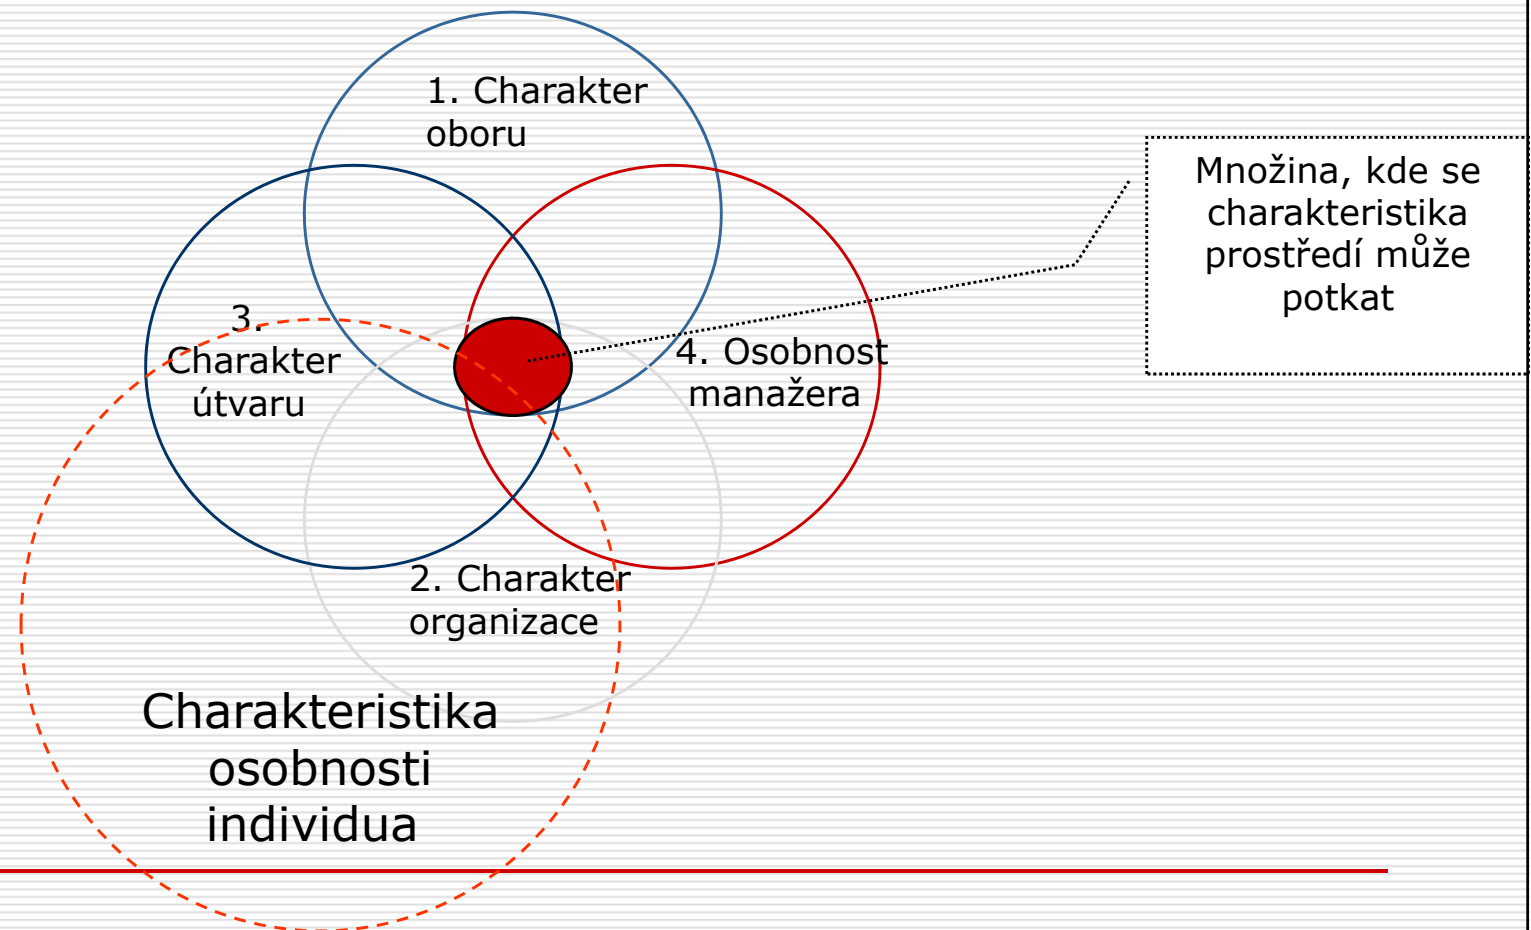 1. Charakter
oboru
Množina, kde se
charakteristika
prostředí může
potkat
3.
Charakter
útvaru
4. Osobnost
manažera
2. Charakter
organizace
Charakteristika
osobnosti
individua